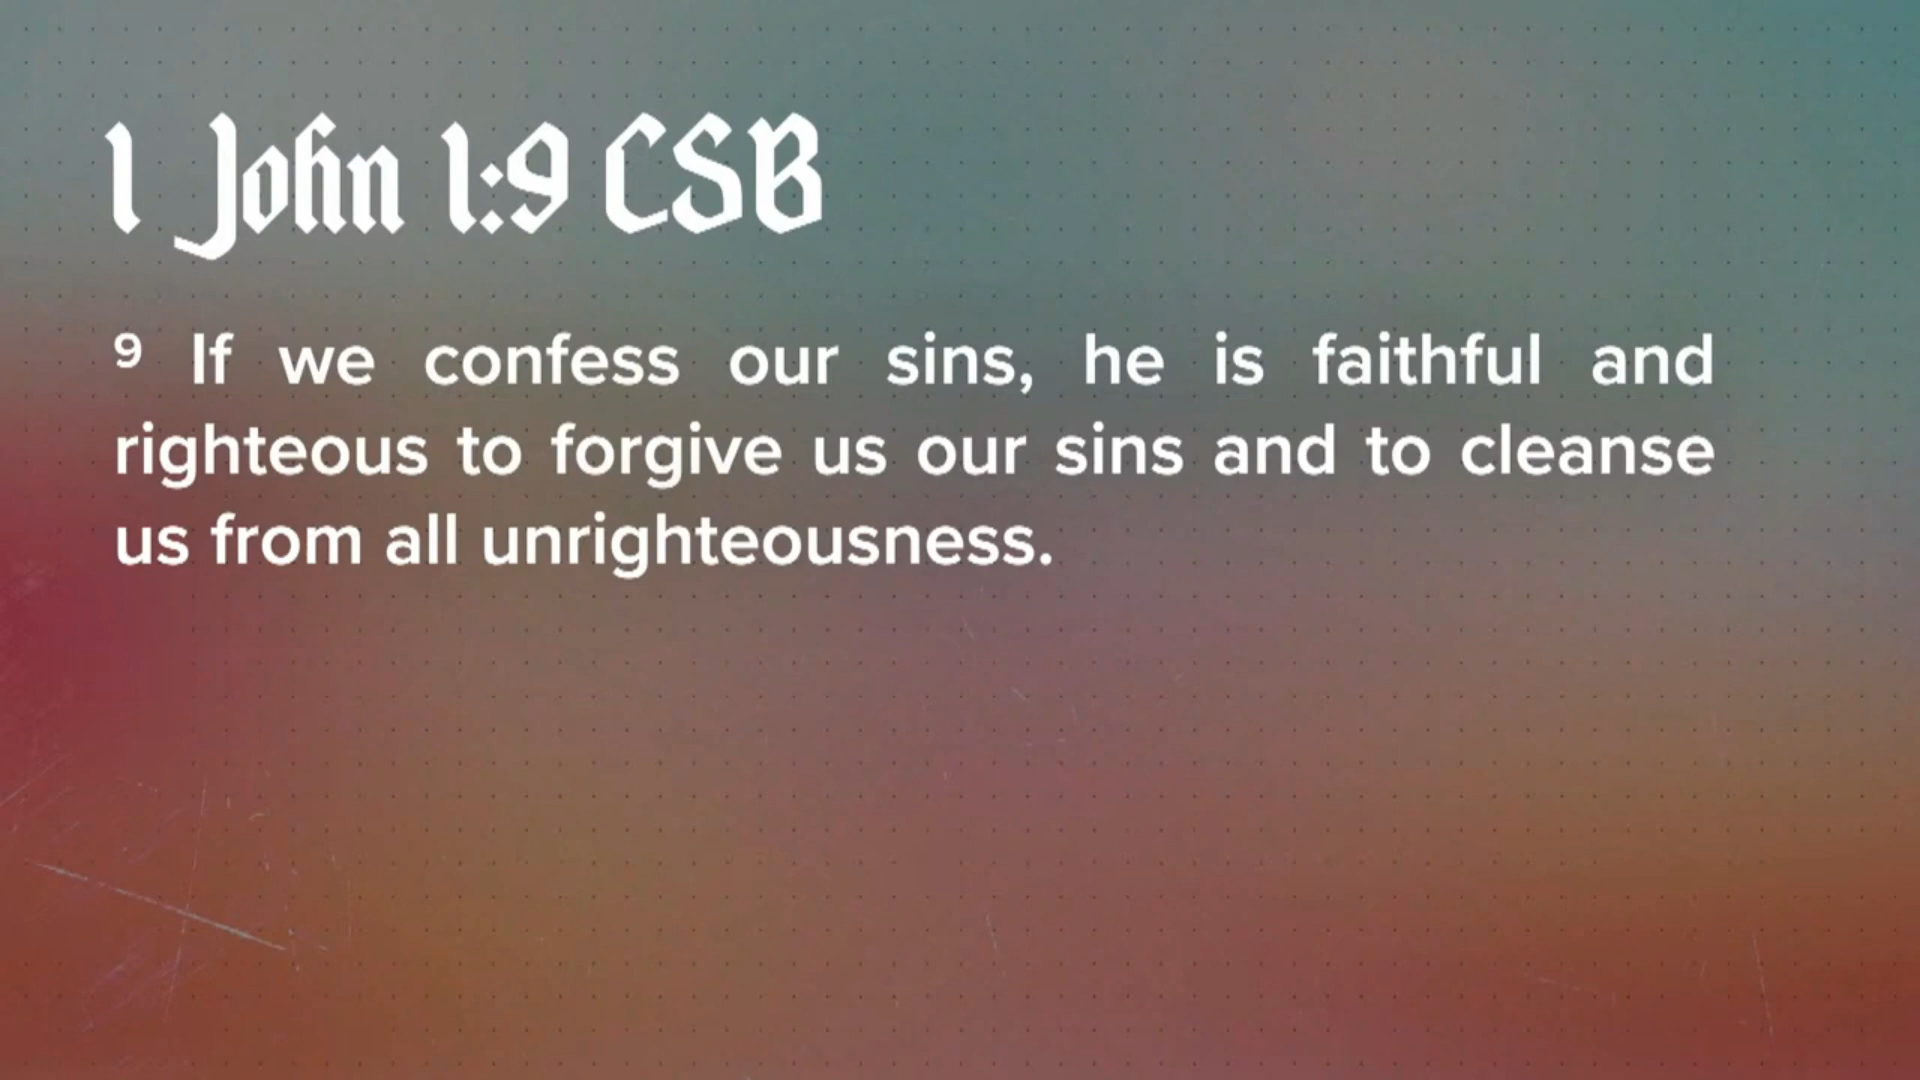 1 John 1:9 CSB
⁹ If we confess our sins, he is faithful and
righteous to forgive us our sins and to cleanse
us from all unrighteousness.